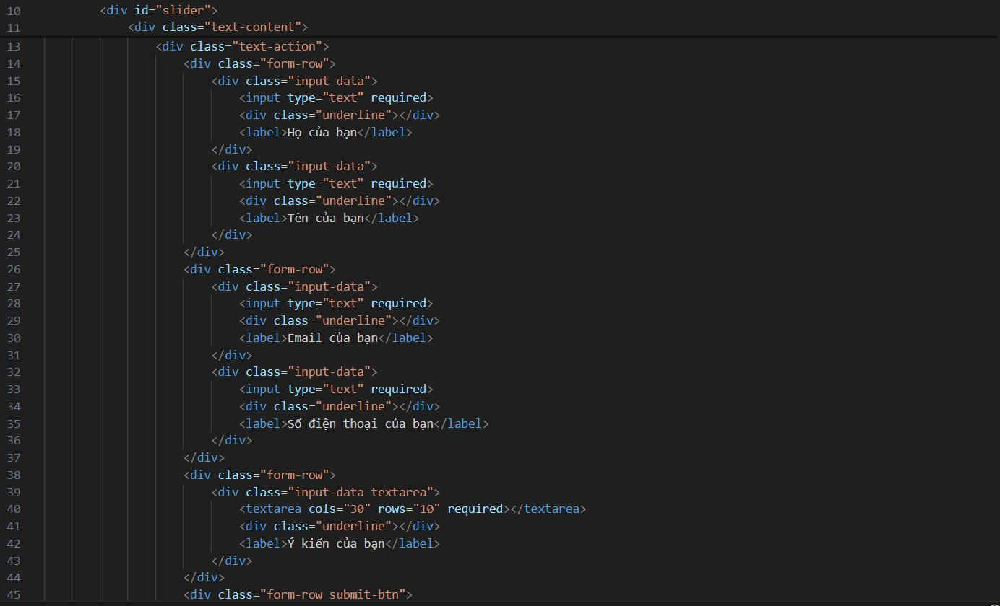 10 <div id="slider">
11 <div class="text-content">
13 <div class="text-action">
14 <div class="form-row">
15 <div class="input-data">
16 <input type="text" required>
17 <div class="underline"></div>
18 <label>Họ của bạn</label>
19 </div>
20 <div class="input-data">
21 <input type="text" required>
22 <div class="underline"></div>
23 <label>Tên của bạn</label>
24 </div>
25 </div>
26 <div class="form-row">
27 <div class="input-data">
28 <input type="text" required>
29 <div class="underline"></div>
30 <label>Email của bạn</label>
31 </div>
32 <div class="input-data">
33 <input type="text" required>
34 <div class="underline"></div>
35 <label>Số điện thoại của bạn</label>
36 </div>
37 </div>
38 <div class="form-row">
39 <div class="input-data textarea">
40 <textarea cols="30" rows="10" required></textarea>
41 <div class="underline"></div>
42 <label>Ý kiến của bạn</label>
43 </div>
44 </div>
45 <div class="form-row submit-btn">